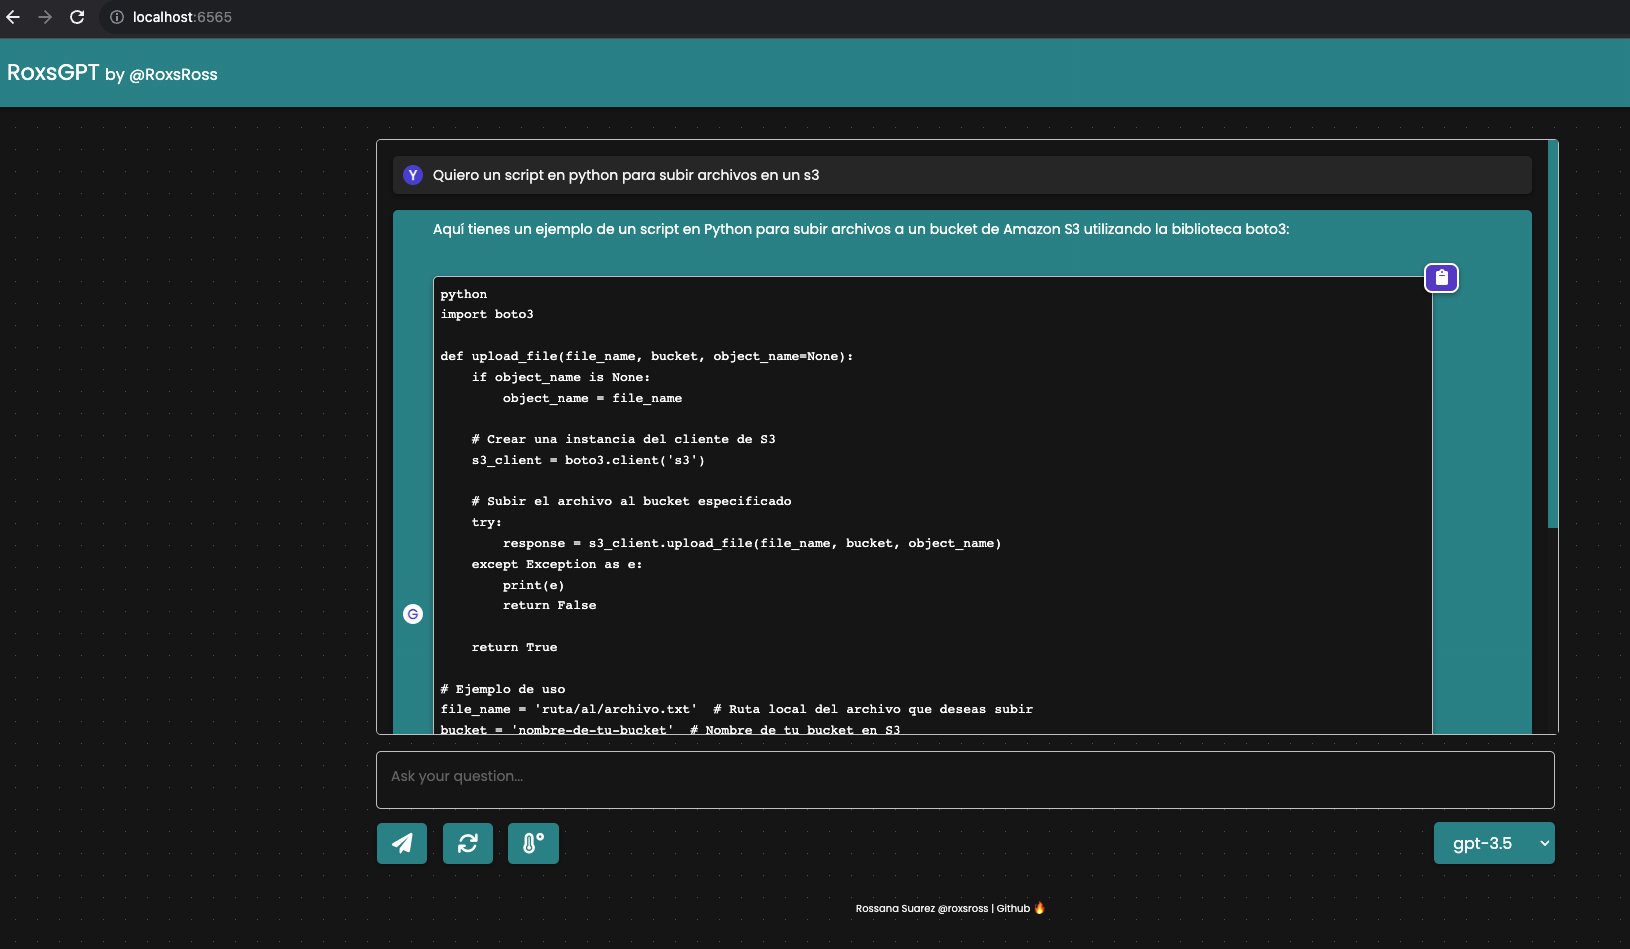 localhost:6565
RoxsGPT by @RoxsRoss
Y Quiero un script en python para subir archivos en un s3
Aquí tienes un ejemplo de un script en Python para subir archivos a un bucket de Amazon S3 utilizando la biblioteca boto3:
python
import boto3
def upload_file(file_name, bucket, object_name=None):
    if object_name is None:
        object_name = file_name
    # Crear una instancia del cliente de S3
    s3_client = boto3.client('s3')
    # Subir el archivo al bucket especificado
    try:
        response = s3_client.upload_file(file_name, bucket, object_name)
    except Exception as e:
        print(e)
        return False
G
    return True
# Ejemplo de uso
file_name = 'ruta/al/archivo.txt'  # Ruta local del archivo que deseas subir
bucket = 'nombre-de-tu-bucket'  # Nombre de tu bucket en S3
Ask your question...
gpt-3.5
Rossana Suarez @roxsross | Github 🔥